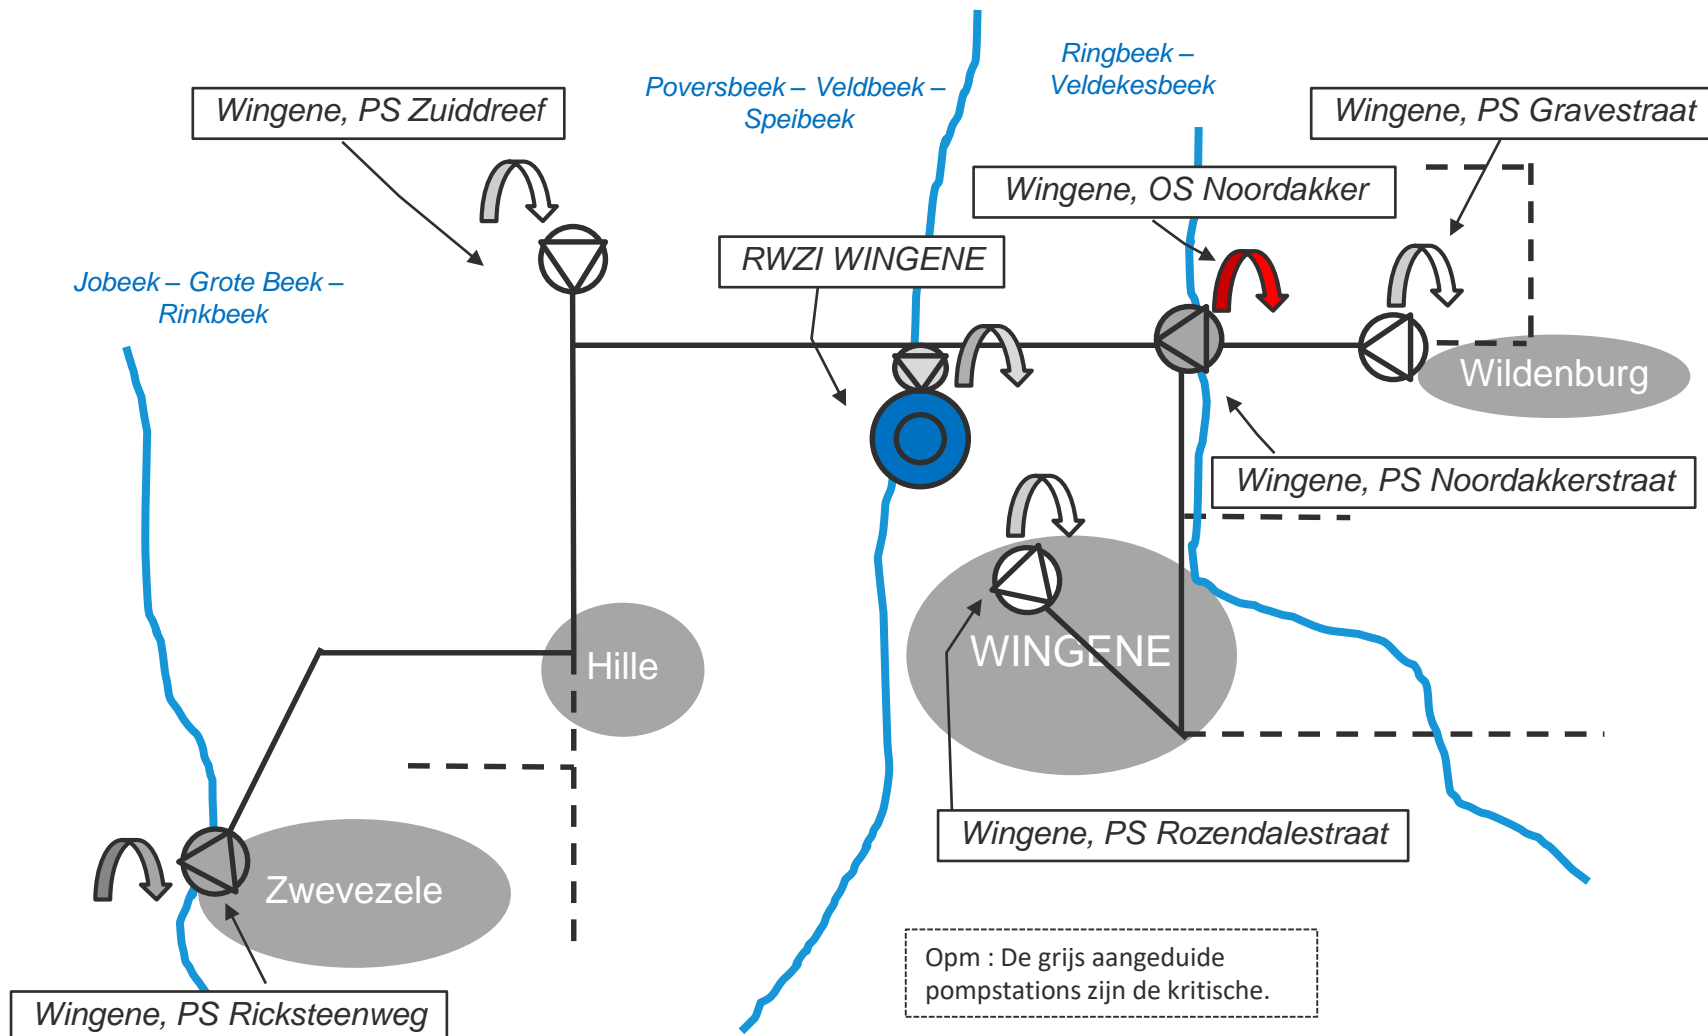 Ringbeek –
Veldekesbeek
Poversbeek – Veldbeek –
Speibeek
Wingene, PS Zuiddreef
Wingene, PS Gravestraat
Wingene, OS Noordakker
RWZI WINGENE
Jobeek – Grote Beek –
Rinkbeek
Wildenburg
Wingene, PS Noordakkerstraat
WINGENE
Hille
Wingene, PS Rozendalestraat
Zwevezele
Opm : De grijs aangeduide
pompstations zijn de kritische.
Wingene, PS Ricksteenweg